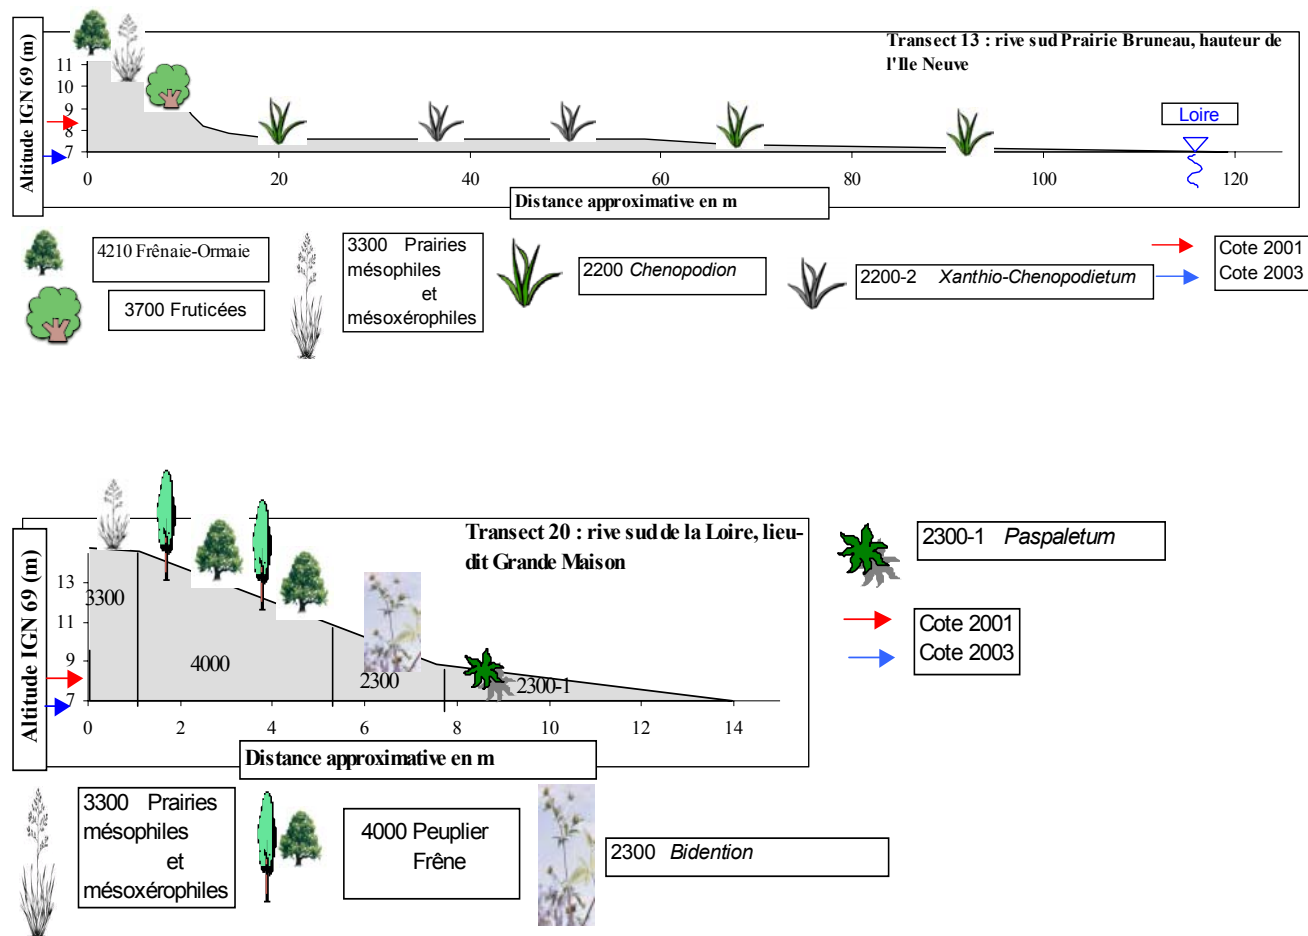 Transect 13 : rive sud Prairie Bruneau, hauteur de
l'Ile Neuve
Altitude IGN 69 (m)
11
10
9
8
7
Loire
0 20 40 60 80 100 120
Distance approximative en m
4210 Frênaie-Ormaie
3700 Fruticées
3300 Prairies
mésophiles
et
mésoxérophiles
2200 Chenopodion
2200-2 Xanthio-Chenopodietum
Cote 2001
Cote 2003
Transect 20 : rive sud de la Loire, lieu-
dit Grande Maison
Altitude IGN 69 (m)
13
11
9
7
3300
4000
2300
2300-1
0 2 4 6 8 10 12 14
Distance approximative en m
2300-1 Paspaletum
Cote 2001
Cote 2003
3300 Prairies
mésophiles
et
mésoxérophiles
4000 Peuplier
Frêne
2300 Bidention